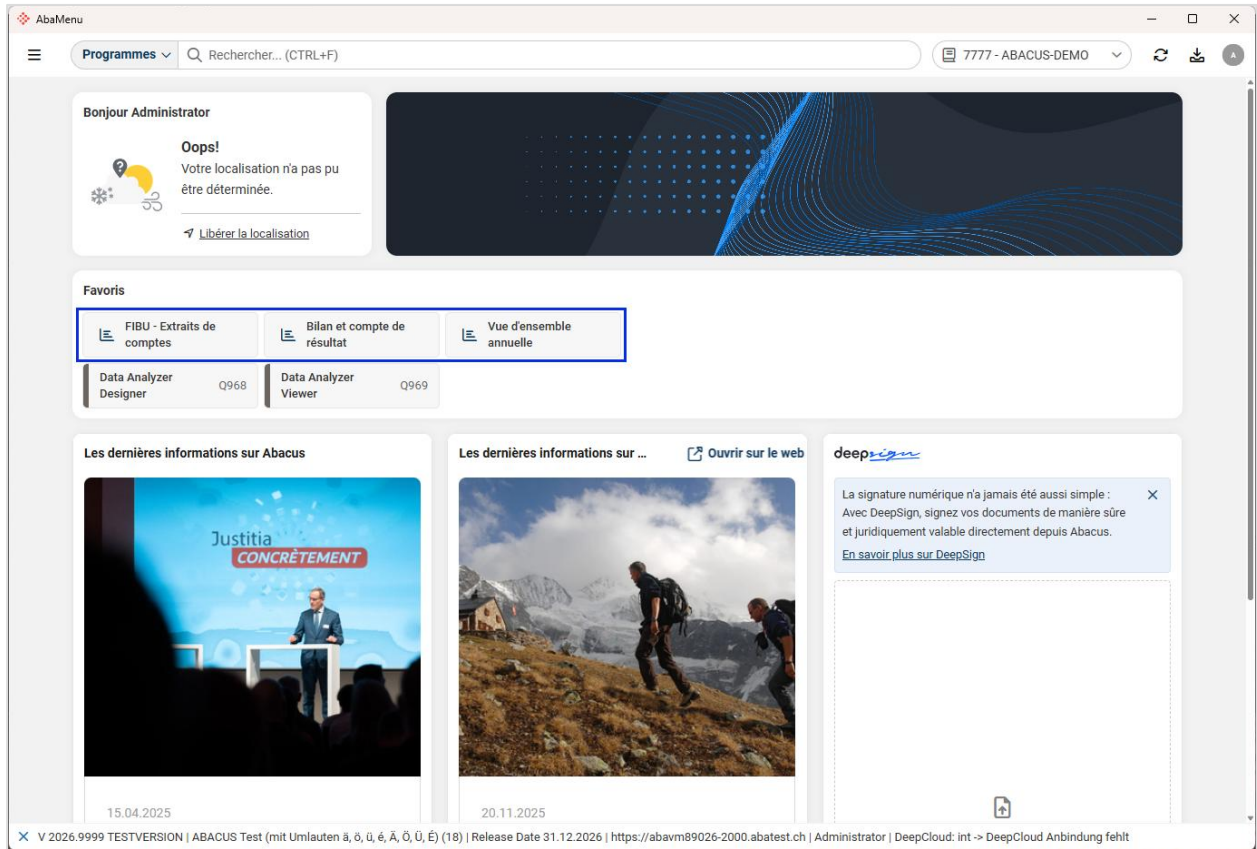 AbaMenu
Programmes
Rechercher... (CTRL+F)
7777 - ABACUS-DEMO
A
Bonjour Administrator
Oops!
Votre localisation n'a pas pu
être déterminée.
Libérer la localisation
Favoris
FIBU - Extraits de
comptes
Bilan et compte de
résultat
Vue d'ensemble
annuelle
Data Analyzer
Designer
Q968
Data Analyzer
Viewer
Q969
Les dernières informations sur Abacus
Justitia
CONCRÈTEMENT
15.04.2025
Les dernières informations sur ...
Ouvrir sur le web
20.11.2025
deepsign
La signature numérique n'a jamais été aussi simple :
Avec DeepSign, signez vos documents de manière sûre
et juridiquement valable directement depuis Abacus.
En savoir plus sur DeepSign
V 2026.9999 TESTVERSION | ABACUS Test (mit Umlauten ä, ö, ü, é, Ä, Ö, Ü, É) (18) | Release Date 31.12.2026 | https://abavm89026-2000.abatest.ch | Administrator | DeepCloud: int -> DeepCloud Anbindung fehlt